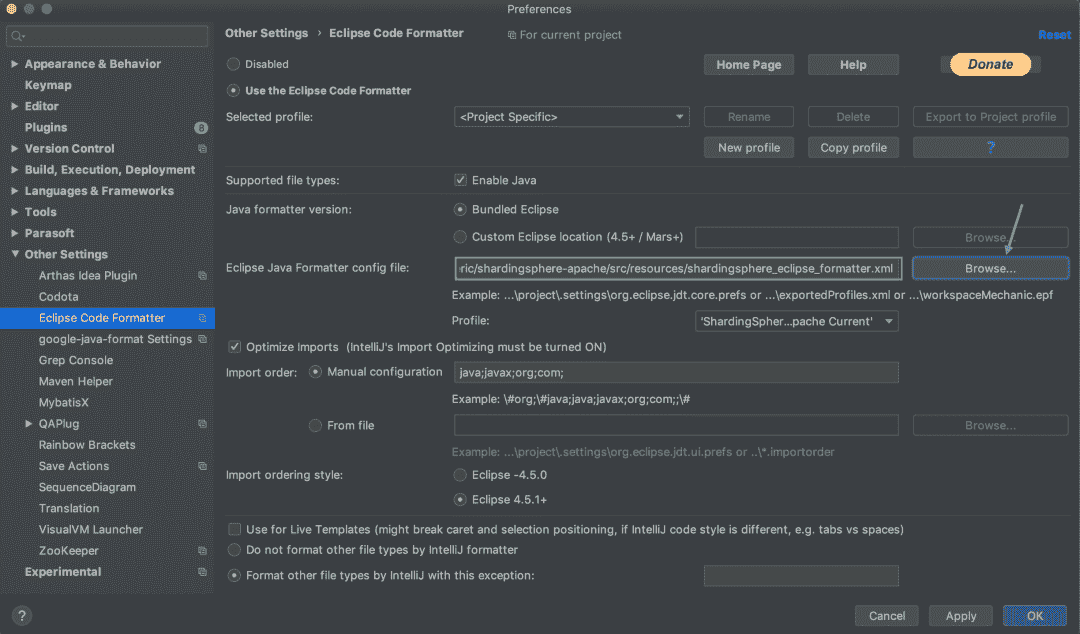 Preferences
Other Settings › Eclipse Code Formatter
For current project
Reset
Appearance & Behavior
Keymap
Editor
Plugins 8
Version Control
Build, Execution, Deployment
Languages & Frameworks
Tools
Parasoft
Other Settings
Arthas Idea Plugin
Codota
Eclipse Code Formatter
google-java-format Settings
Grep Console
Maven Helper
MybatisX
QAPlug
Rainbow Brackets
Save Actions
SequenceDiagram
Translation
VisualVM Launcher
ZooKeeper
Experimental
Disabled
Home Page Help Donate
Use the Eclipse Code Formatter
Selected profile: <Project Specific> Rename Delete Export to Project profile
New profile Copy profile ?
Supported file types: Enable Java
Java formatter version: Bundled Eclipse
Custom Eclipse location (4.5+ / Mars+) Browse...
Eclipse Java Formatter config file: ric/shardingsphere-apache/src/resources/shardingsphere_eclipse_formatter.xml Browse...
Example: ...\project\.settings\org.eclipse.jdt.core.prefs or ...\exportedProfiles.xml or ...\workspaceMechanic.epf
Profile: 'ShardingSpher...pache Current'
Optimize Imports (IntelliJ's Import Optimizing must be turned ON)
Import order: Manual configuration java;javax;org;com;
Example: \#org;\#java;java;javax;org;com;;\#
From file Browse...
Example: ...\project\.settings\org.eclipse.jdt.ui.prefs or ..\*.importorder
Import ordering style: Eclipse -4.5.0
Eclipse 4.5.1+
Use for Live Templates (might break caret and selection positioning, if IntelliJ code style is different, e.g. tabs vs spaces)
Do not format other file types by IntelliJ formatter
Format other file types by IntelliJ with this exception:
? Cancel Apply OK